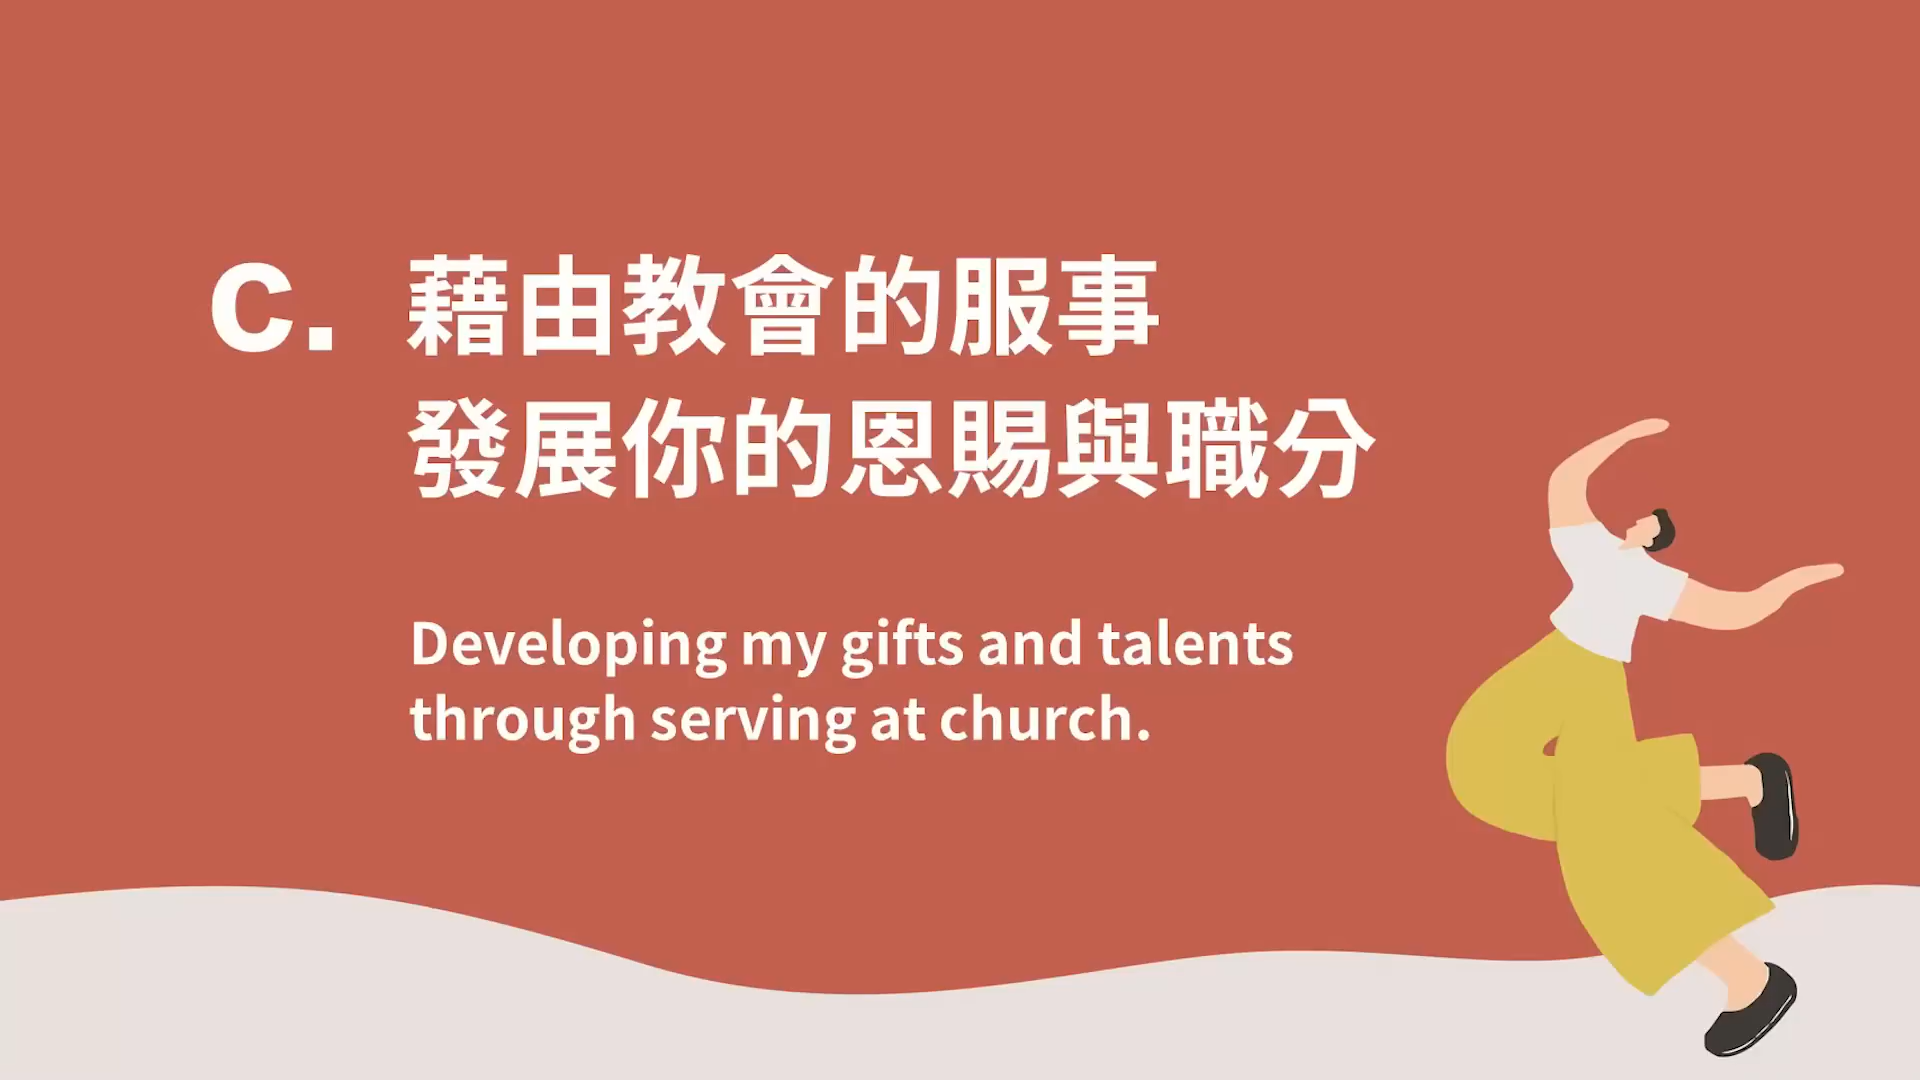 c. 藉由教會的服事
發展你的恩賜與職分
Developing my gifts and talents
through serving at church.